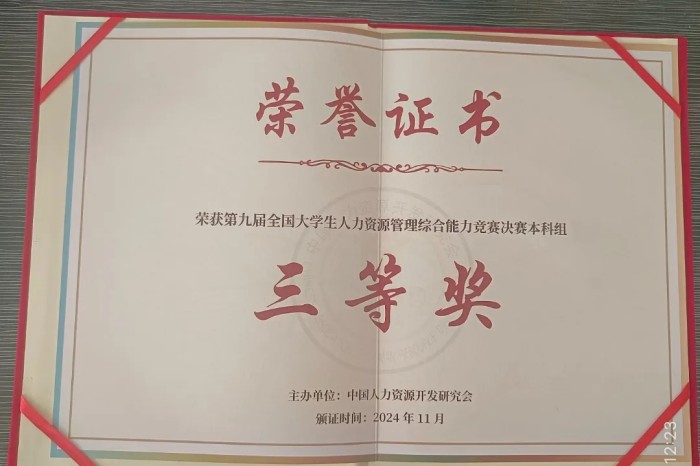 荣誉证书
荣获第九届全国大学生人力资源管理综合能力竞赛决赛本科组
三等奖
主办单位：中国人力资源开发研究会
颁证时间：2024年11月
12:23